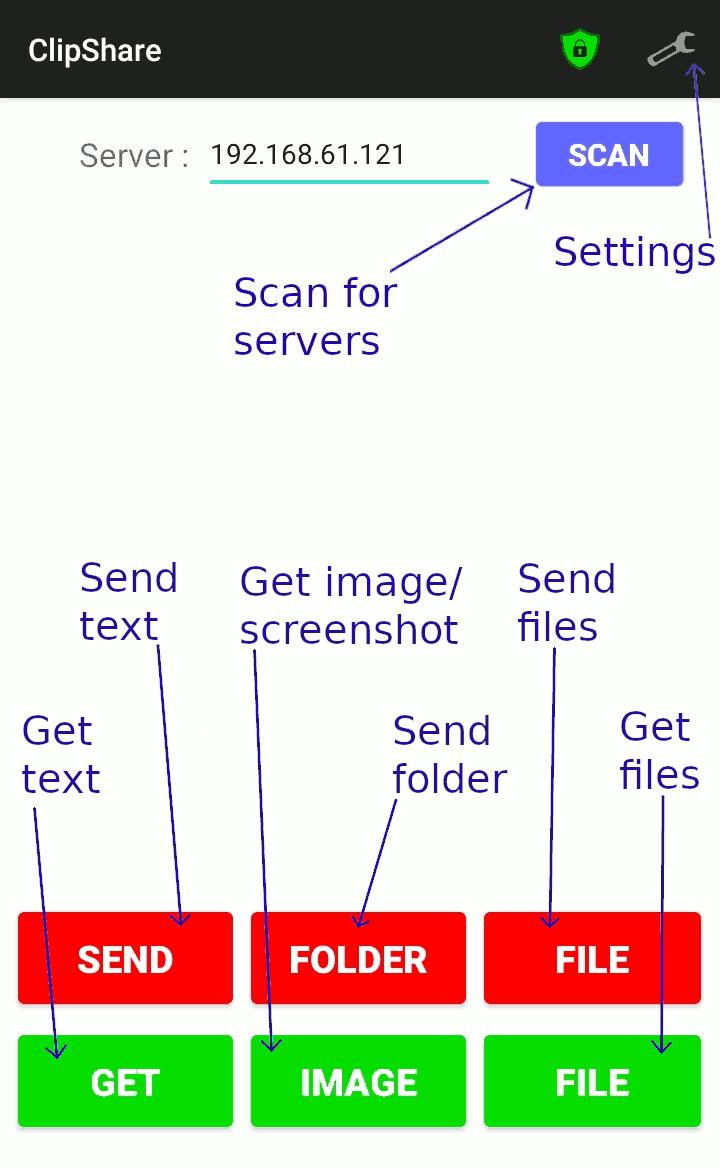 ClipShare
Server : 192.168.61.121 SCAN
Settings
Scan for
servers
Send
text
Get image/
screenshot
Send
files
Get
text
Send
folder
Get
files
SEND FOLDER FILE
GET IMAGE FILE